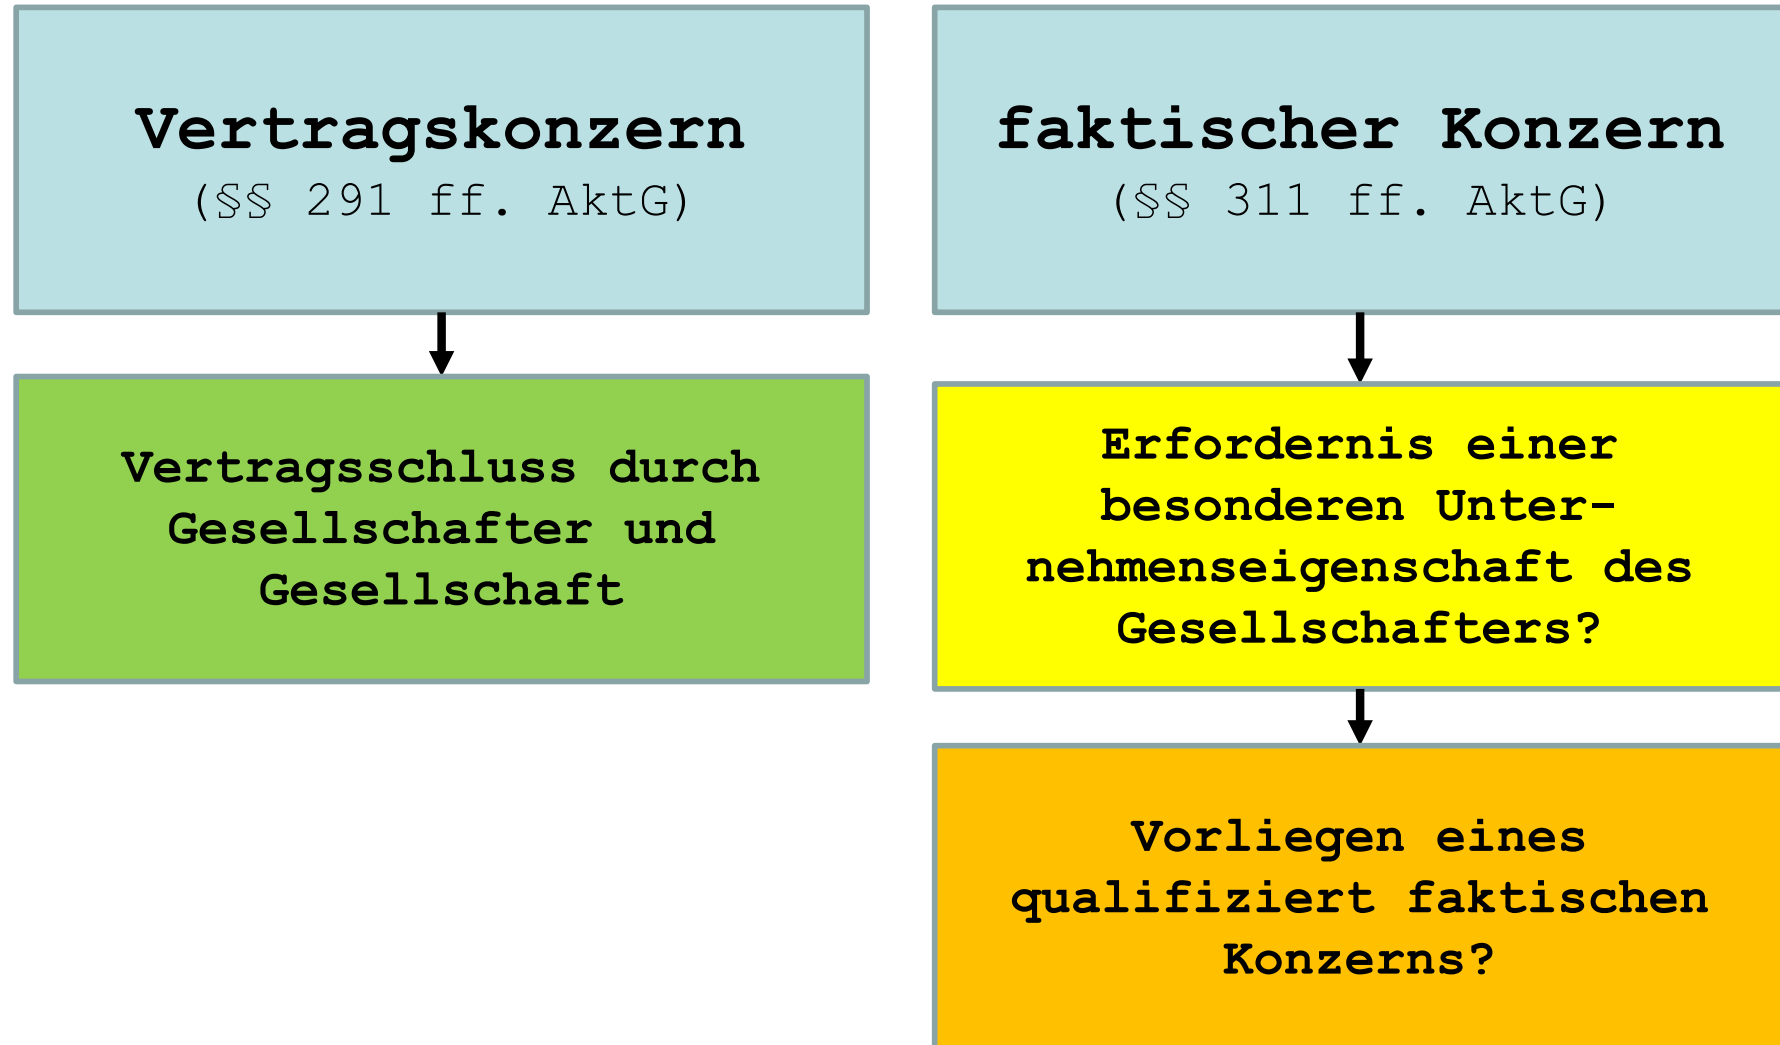 Vertragskonzern
(§§ 291 ff. AktG)
Vertragsschluss durch
Gesellschafter und
Gesellschaft
faktischer Konzern
(§§ 311 ff. AktG)
Erfordernis einer
besonderen Unter-
nehmenseigenschaft des
Gesellschafters?
Vorliegen eines
qualifiziert faktischen
Konzerns?